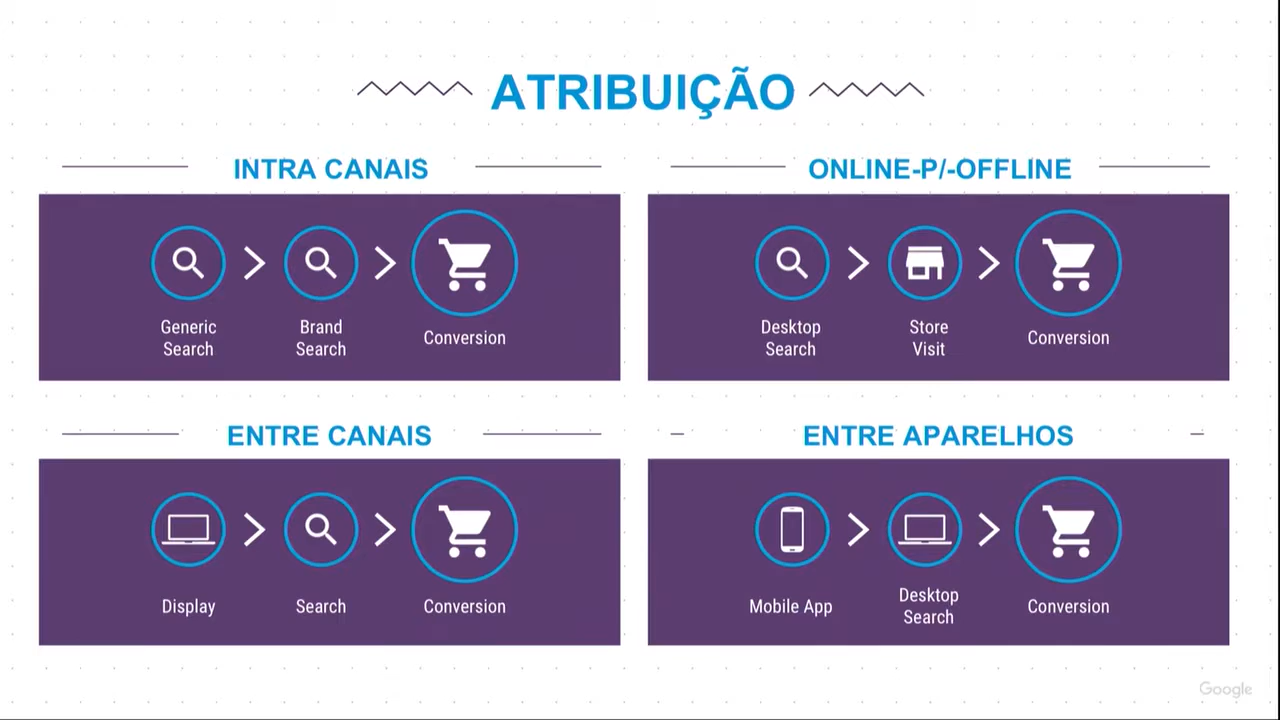 ATRIBUIÇÃO
INTRA CANAIS
Generic
Search
Brand
Search
Conversion
ONLINE-P/-OFFLINE
Desktop
Search
Store
Visit
Conversion
ENTRE CANAIS
Display
Search
Conversion
ENTRE APARELHOS
Mobile App
Desktop
Search
Conversion
Google